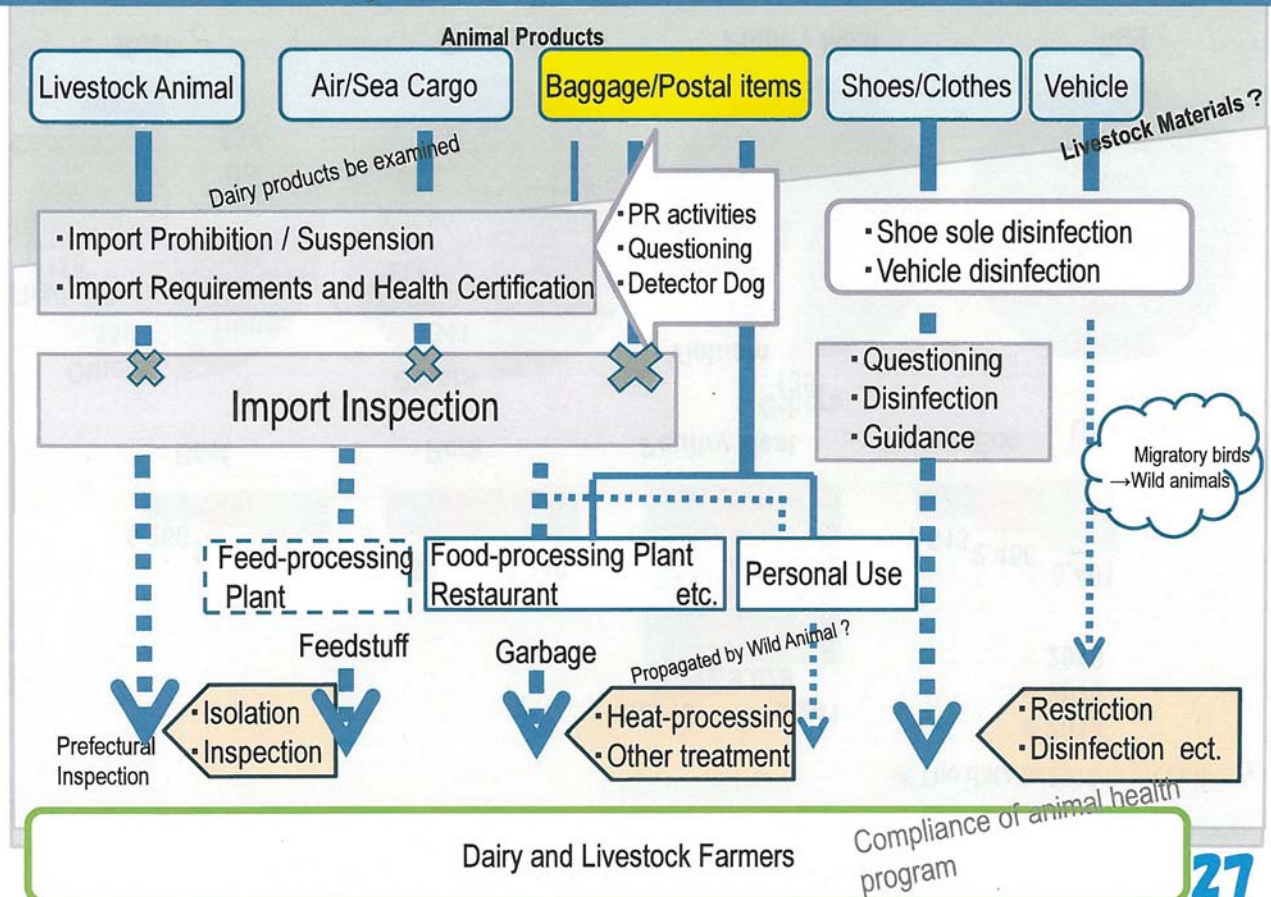 Animal Products
Livestock Animal
Air/Sea Cargo
Baggage/Postal items
Shoes/Clothes
Vehicle
Livestock Materials ?
Dairy products be examined
・Import Prohibition / Suspension
・Import Requirements and Health Certification
・PR activities
・Questioning
・Detector Dog
・Shoe sole disinfection
・Vehicle disinfection
Import Inspection
・Questioning
・Disinfection
・Guidance
Migratory birds
→Wild animals
Feed-processing
Plant
Food-processing Plant
Restaurant etc.
Personal Use
Feedstuff
Garbage
Propagated by Wild Animal ?
Prefectural
Inspection
・Isolation
・Inspection
・Heat-processing
・Other treatment
・Restriction
・Disinfection ect.
Dairy and Livestock Farmers
Compliance of animal health
program
27